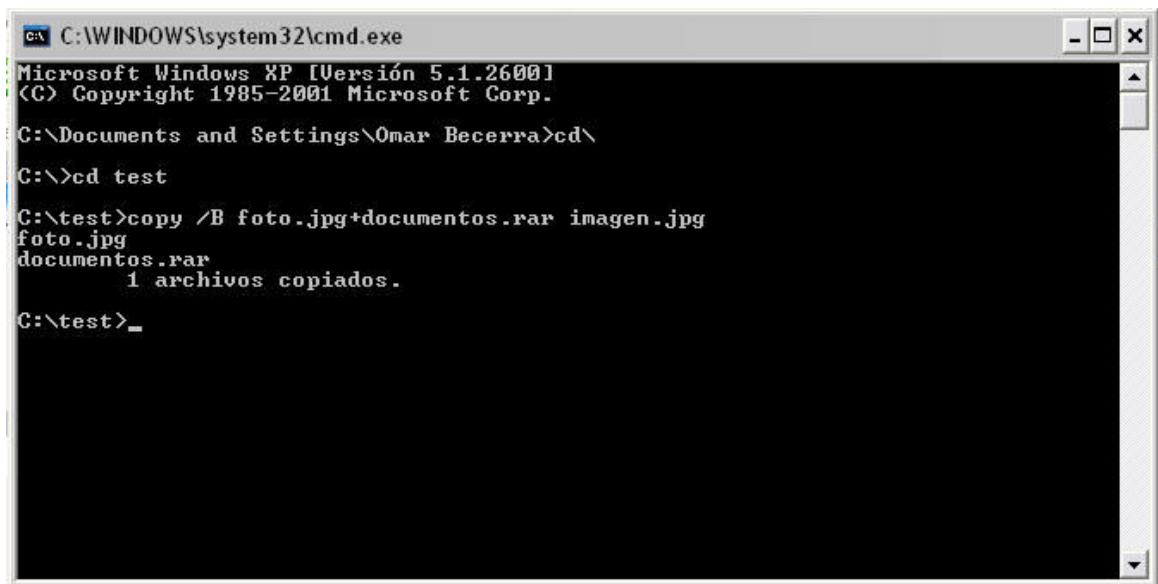 C:\WINDOWS\system32\cmd.exe
Microsoft Windows XP [Versión 5.1.2600]
(C) Copyright 1985-2001 Microsoft Corp.
C:\Documents and Settings\Omar Becerra>cd\
C:\>cd test
C:\test>copy /B foto.jpg+documentos.rar imagen.jpg
foto.jpg
documentos.rar
1 archivos copiados.
C:\test>_